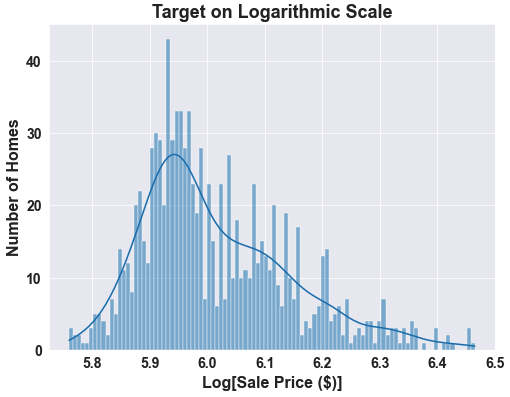 Target on Logarithmic Scale
Number of Homes
40
30
20
10
0
5.8 5.9 6.0 6.1 6.2 6.3 6.4 6.5
Log[Sale Price ($)]